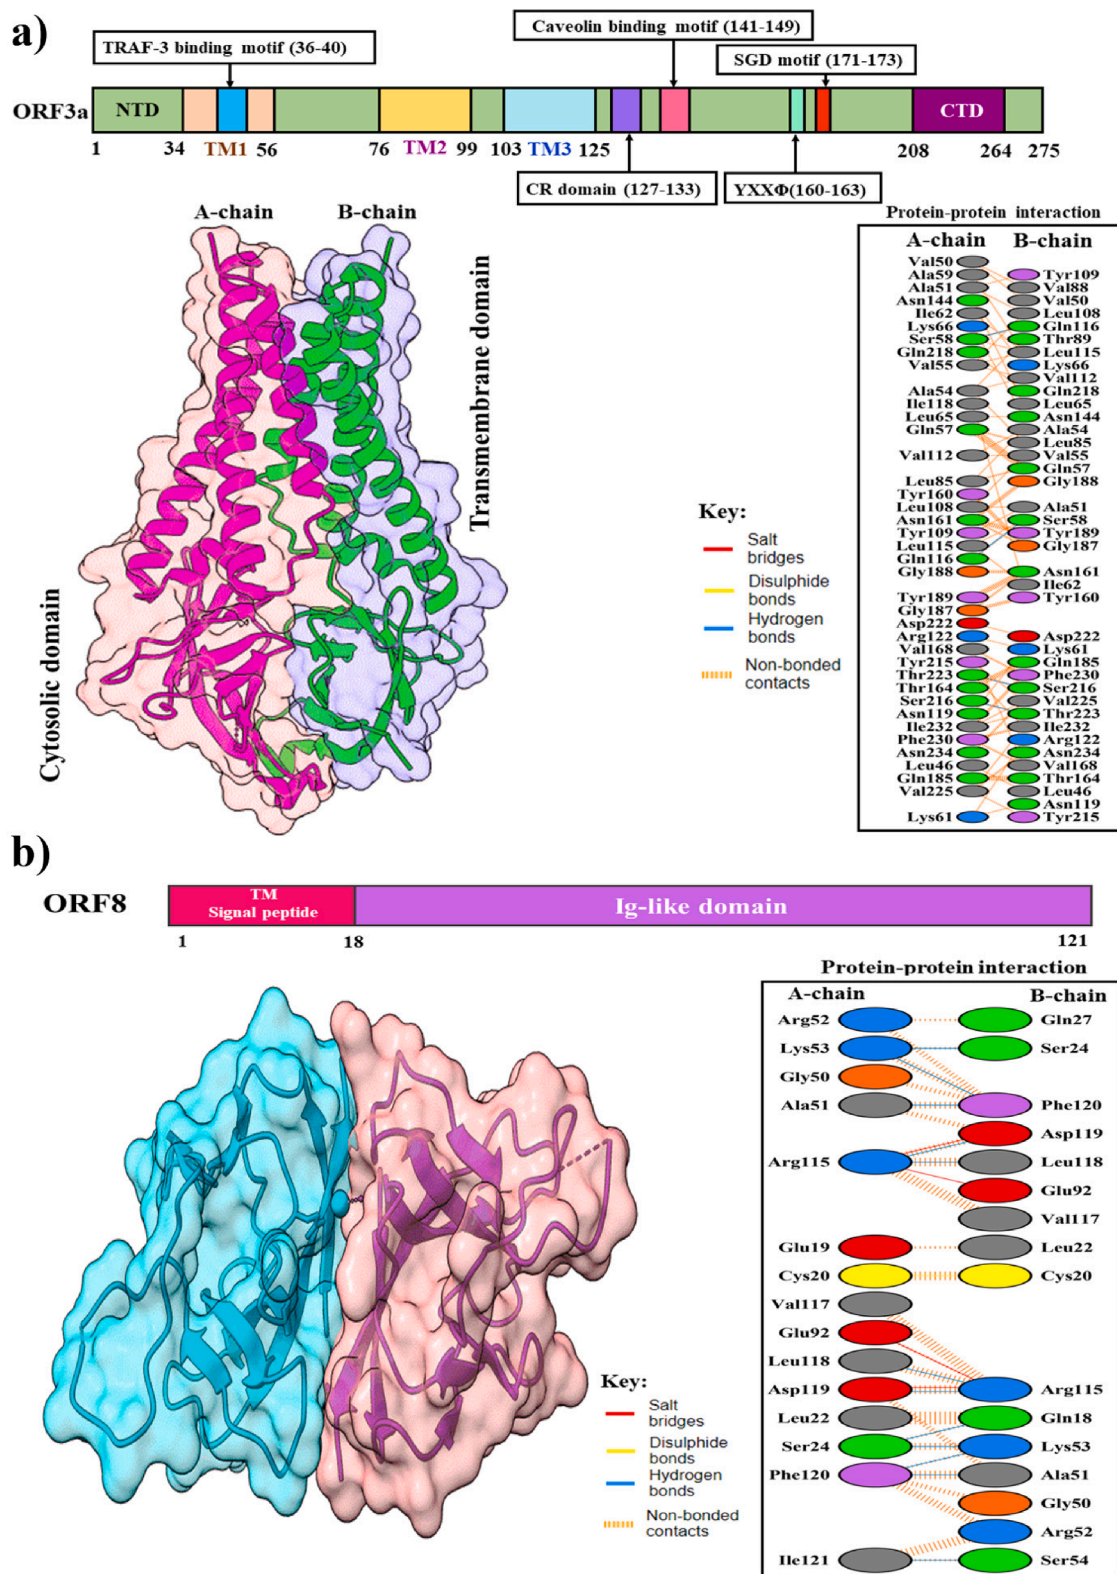 a)
TRAF-3 binding motif (36-40)
Caveolin binding motif (141-149)
SGD motif (171-173)
ORF3a
NTD
CTD
1
34
TM1
56
76
TM2
99
103
TM3
125
208
264
275
CR domain (127-133)
YXXΦ(160-163)
A-chain
B-chain
Transmembrane domain
Cytosolic domain
Key:
Salt
bridges
Disulphide
bonds
Hydrogen
bonds
Non-bonded
contacts
Protein-protein interaction
A-chain
B-chain
Val50
Ala59
Tyr109
Ala51
Val88
Asn144
Val50
Ile62
Leu108
Lys66
Gln116
Ser58
Thr89
Gln218
Leu115
Val55
Lys66
Val112
Ala54
Gln218
Ile118
Leu65
Leu65
Asn144
Gln57
Ala54
Leu85
Val112
Val55
Gln57
Leu85
Gly188
Tyr160
Leu108
Ala51
Asn161
Ser58
Tyr109
Tyr189
Leu115
Gly187
Gln116
Gly188
Asn161
Ile62
Tyr189
Tyr160
Gly187
Asp222
Arg122
Asp222
Val168
Lys61
Tyr215
Gln185
Thr223
Phe230
Thr164
Ser216
Ser216
Val225
Asn119
Thr223
Ile232
Ile232
Phe230
Arg122
Asn234
Asn234
Leu46
Val168
Gln185
Thr164
Val225
Leu46
Asn119
Lys61
Tyr215
b)
ORF8
TM
Signal peptide
Ig-like domain
1
18
121
Protein-protein interaction
A-chain
B-chain
Arg52
Gln27
Lys53
Ser24
Gly50
Ala51
Phe120
Asp119
Arg115
Leu118
Glu92
Val117
Glu19
Leu22
Cys20
Cys20
Val117
Glu92
Leu118
Asp119
Arg115
Leu22
Gln18
Ser24
Lys53
Phe120
Ala51
Gly50
Arg52
Ile121
Ser54
Key:
Salt
bridges
Disulphide
bonds
Hydrogen
bonds
Non-bonded
contacts